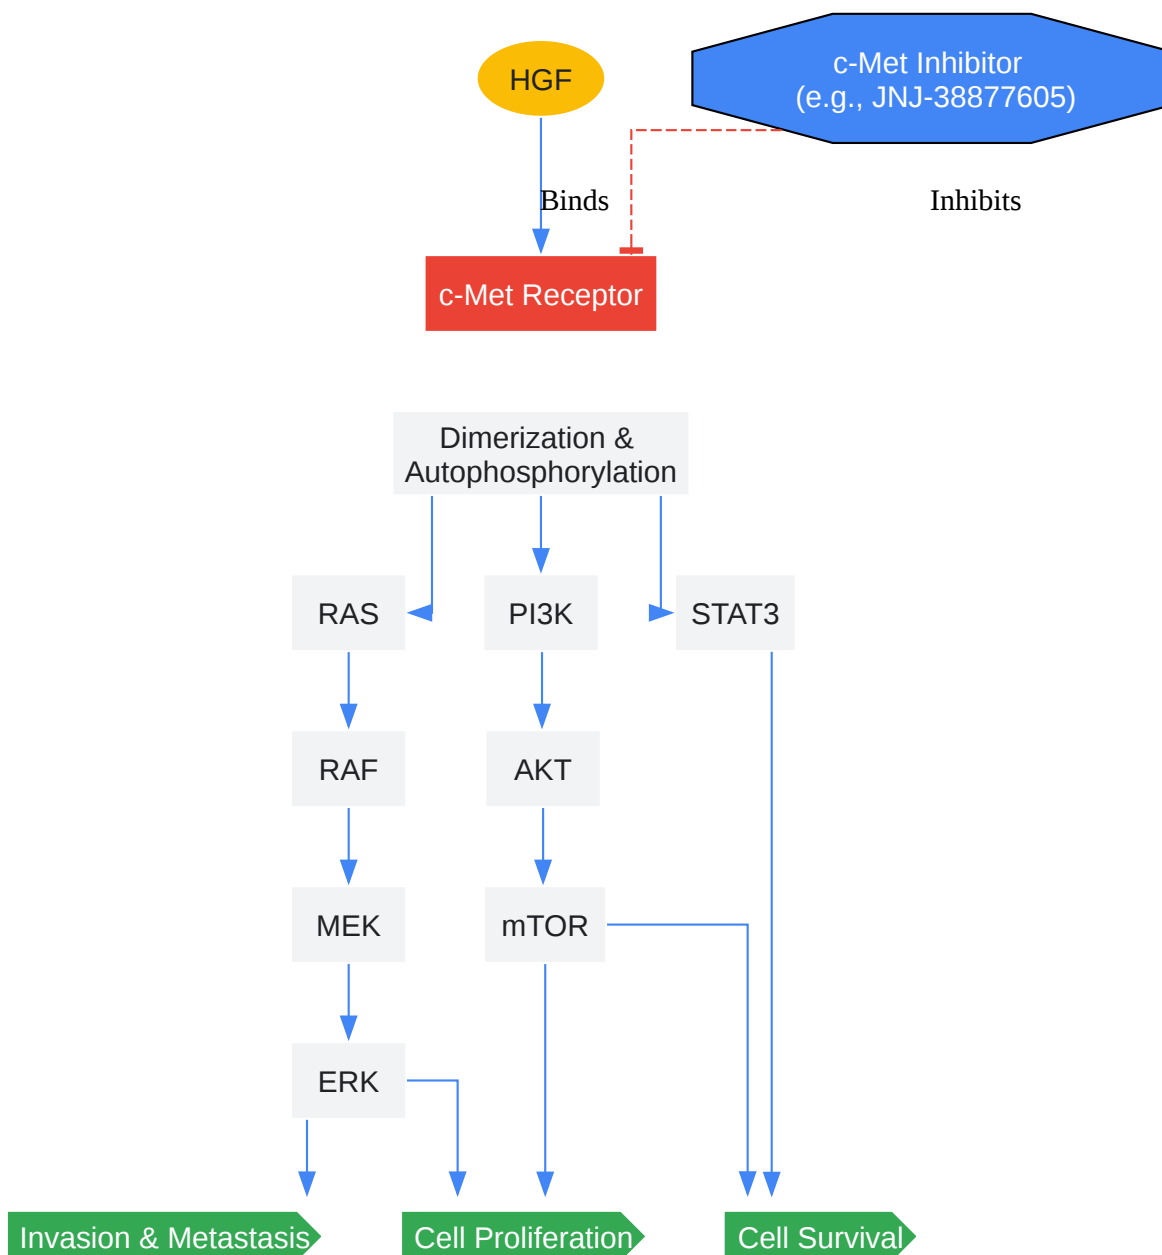 HGF
c-Met Inhibitor
(e.g., JNJ-38877605)
Binds
Inhibits
c-Met Receptor
Dimerization &
Autophosphorylation
RAS
PI3K
STAT3
RAF
AKT
MEK
mTOR
ERK
Invasion & Metastasis
Cell Proliferation
Cell Survival